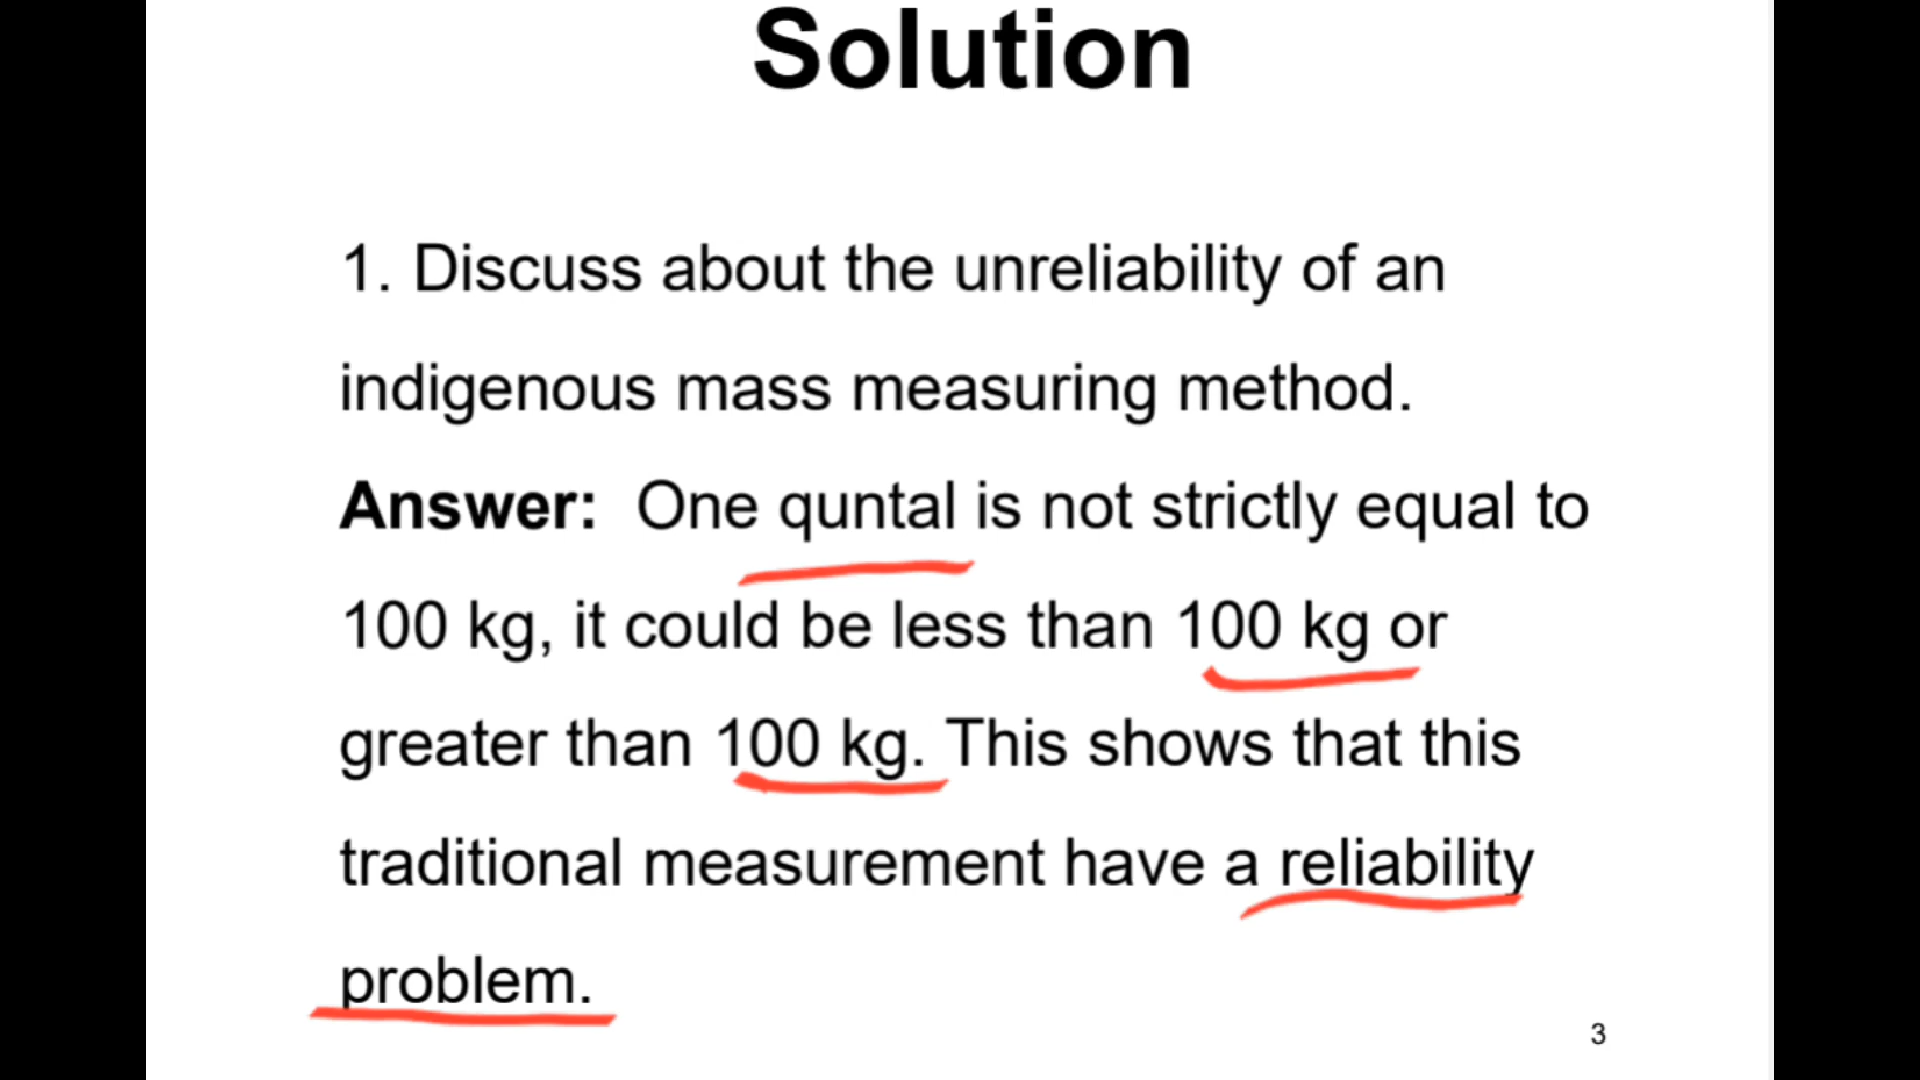 Solution
1. Discuss about the unreliability of an
indigenous mass measuring method.
Answer: One quntal is not strictly equal to
100 kg, it could be less than 100 kg or
greater than 100 kg. This shows that this
traditional measurement have a reliability
problem.
3